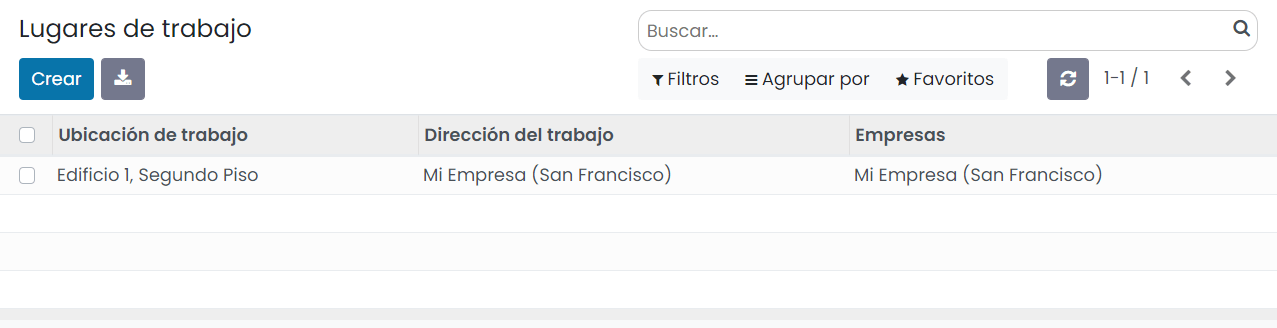 Lugares de trabajo
Buscar...
Crear
Filtros Agrupar por Favoritos 1-1 / 1
Ubicación de trabajo Dirección del trabajo Empresas
Edificio 1, Segundo Piso Mi Empresa (San Francisco) Mi Empresa (San Francisco)